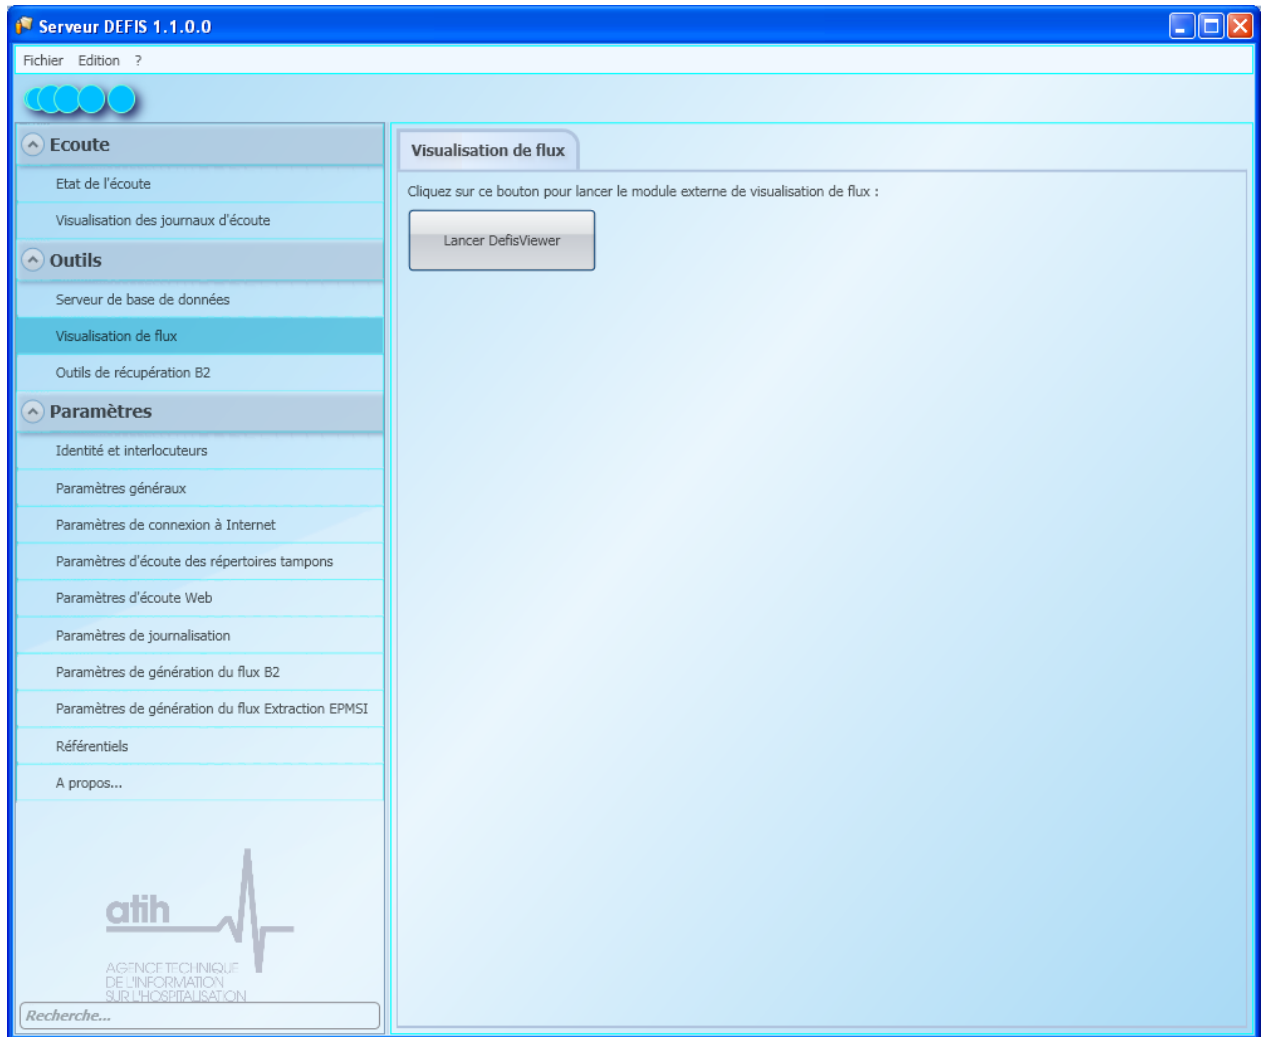 Serveur DEFIS 1.1.0.0
Fichier Edition ?
Ecoute
Etat de l'écoute
Visualisation des journaux d'écoute
Outils
Serveur de base de données
Visualisation de flux
Outils de récupération B2
Paramètres
Identité et interlocuteurs
Paramètres généraux
Paramètres de connexion à Internet
Paramètres d'écoute des répertoires tampons
Paramètres d'écoute Web
Paramètres de journalisation
Paramètres de génération du flux B2
Paramètres de génération du flux Extraction EPMSI
Référentiels
A propos...
atih
AGENCE TECHNIQUE
DE L'INFORMATION
SUR L'HOSPITALISATION
Recherche...
Visualisation de flux
Cliquez sur ce bouton pour lancer le module externe de visualisation de flux :
Lancer DefisViewer